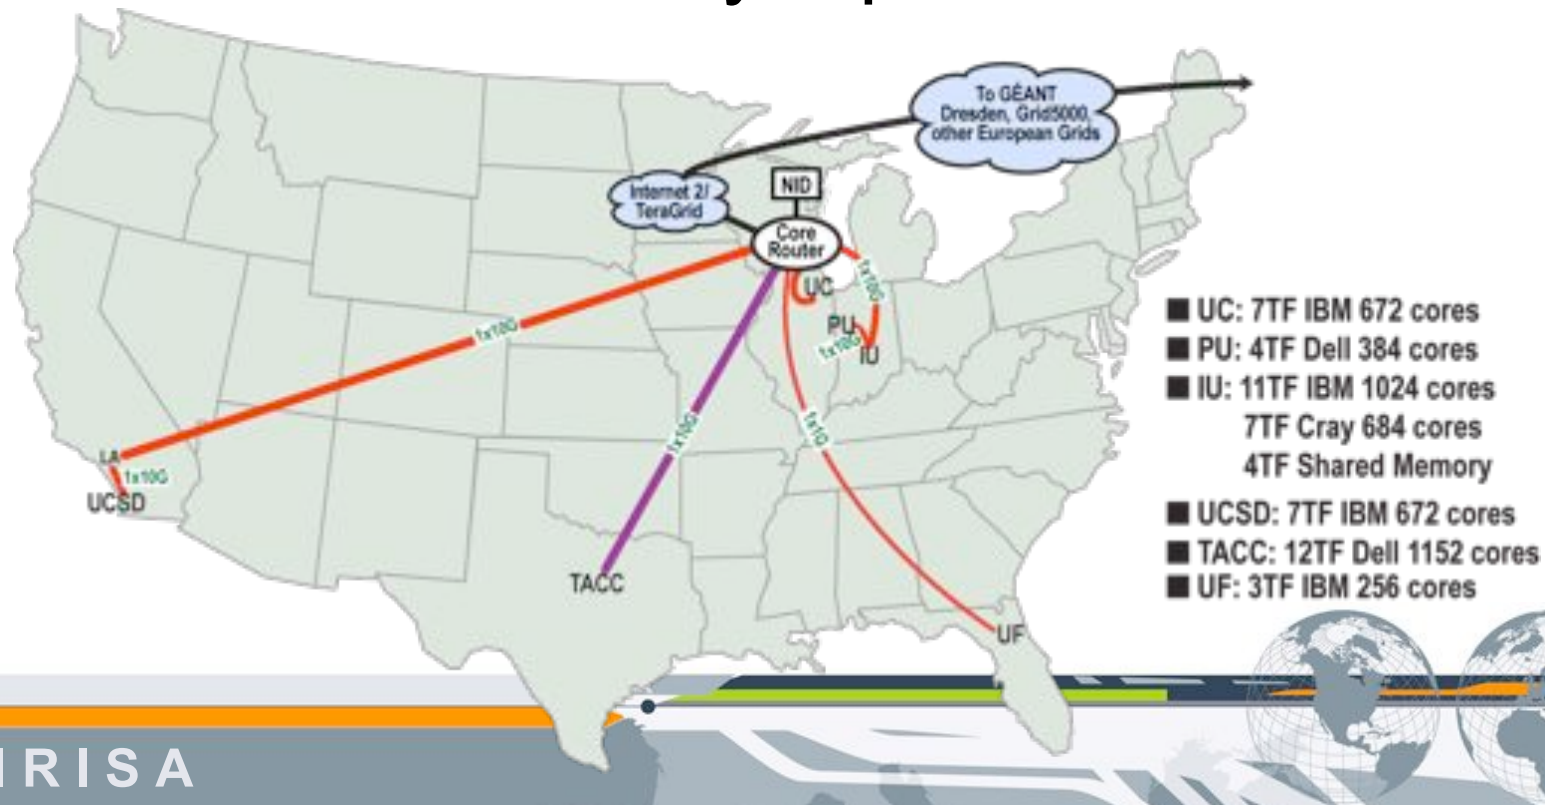 To GÉANT
Dresden, Grid5000,
other European Grids
Internet 2/
TeraGrid
NID
Core
Router
1x10G
UC
PU
1x10G
IU
1x10G
1x10G
1x1G
LA
1x10G
UCSD
TACC
UF
■ UC: 7TF IBM 672 cores
■ PU: 4TF Dell 384 cores
■ IU: 11TF IBM 1024 cores
7TF Cray 684 cores
4TF Shared Memory
■ UCSD: 7TF IBM 672 cores
■ TACC: 12TF Dell 1152 cores
■ UF: 3TF IBM 256 cores
IRISA